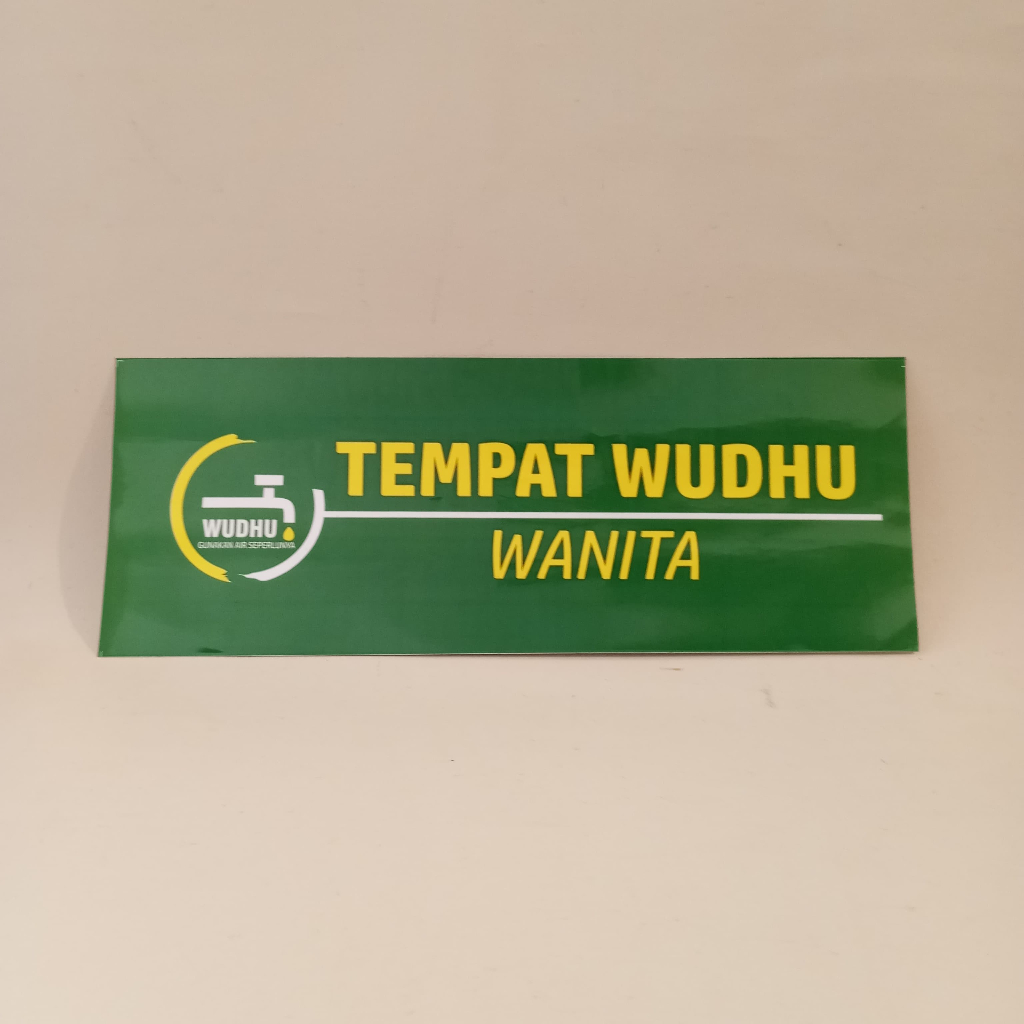 WUDHU
GUNAKAN AIR SEPERLUNYA
TEMPAT WUDHU
WANITA